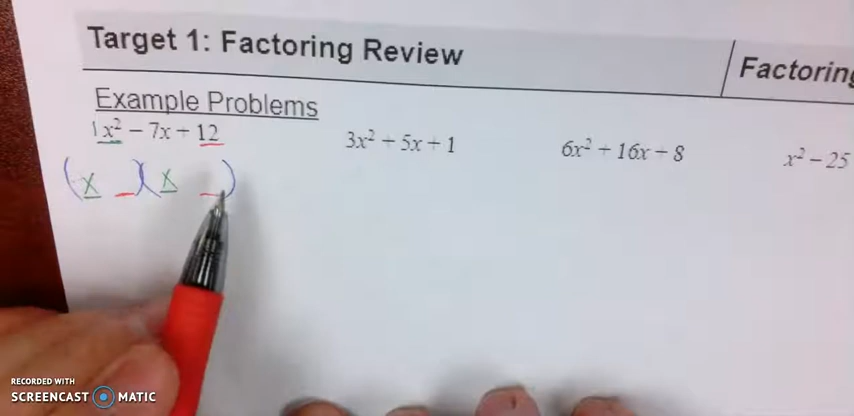 Target 1: Factoring Review
Factoring
Example Problems
1x² − 7x + 12
3x² + 5x + 1
6x² + 16x + 8
x² − 25
(x _)(x _)
RECORDED WITH
SCREENCAST MATIC